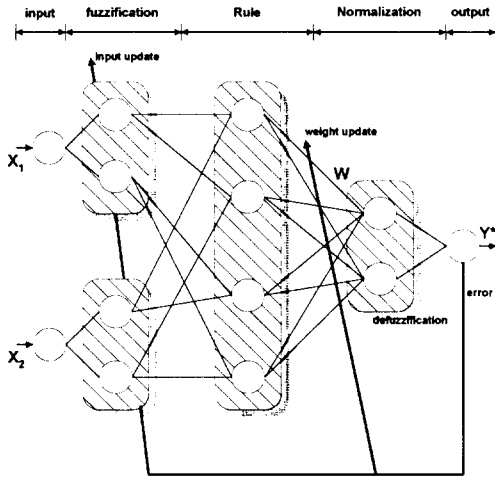 input fuzzification Rule Normalization output
input update
weight update
X1
W
Y*
error
defuzzification
X2